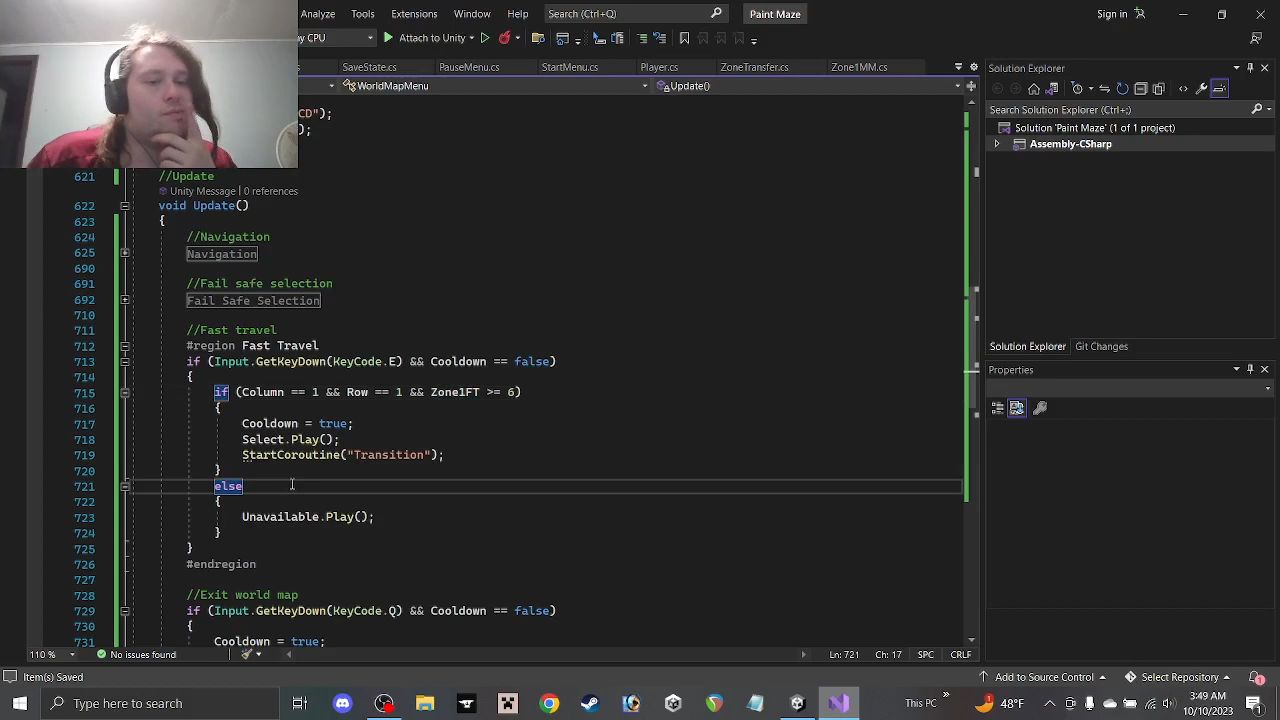 Analyze Tools Extensions Window Help Search (Ctrl+Q) Paint Maze Sign in
y CPU Attach to Unity
SaveState.cs PauseMenu.cs StartMenu.cs Player.cs ZoneTransfer.cs Zone1MM.cs Solution Explorer
WorldMapMenu Update()
Search Solution Explorer (Ctrl+;)
CD");
);
Solution 'Paint Maze' (1 of 1 project)
Assembly-CSharp
621 //Update
Unity Message | 0 references
622 void Update()
623 {
624 //Navigation
625 Navigation
690
691 //Fail safe selection
692 Fail Safe Selection
710
711 //Fast travel
712 #region Fast Travel
713 if (Input.GetKeyDown(KeyCode.E) && Cooldown == false)
714 {
715 if (Column == 1 && Row == 1 && Zone1FT >= 6)
716 {
717 Cooldown = true;
718 Select.Play();
719 StartCoroutine("Transition");
720 }
721 else
722 {
723 Unavailable.Play();
724 }
725 }
726 #endregion
727
728 //Exit world map
729 if (Input.GetKeyDown(KeyCode.Q) && Cooldown == false)
730 {
731 Cooldown = true;
Solution Explorer Git Changes
Properties
110 % No issues found Ln: 721 Ch: 17 SPC CRLF
Item(s) Saved Add to Source Control Select Repository 1
Type here to search This PC » 1 48°F 3:49 AM
10/10/2023